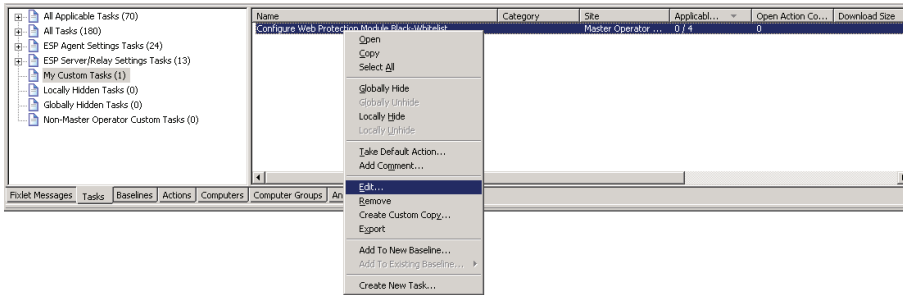 All Applicable Tasks (70)
All Tasks (180)
ESP Agent Settings Tasks (24)
ESP Server/Relay Settings Tasks (13)
My Custom Tasks (1)
Locally Hidden Tasks (0)
Globally Hidden Tasks (0)
Non-Master Operator Custom Tasks (0)
Name Category Site Applicabl... Open Action Co... Download Size
Configure Web Protection Module Black-Whitelist Master Operator ... 0 / 4 0
Open
Copy
Select All
Globally Hide
Globally Unhide
Locally Hide
Locally Unhide
Take Default Action...
Add Comment...
Edit...
Remove
Create Custom Copy...
Export
Add To New Baseline...
Add To Existing Baseline...
Create New Task...
Fixlet Messages Tasks Baselines Actions Computers Computer Groups An